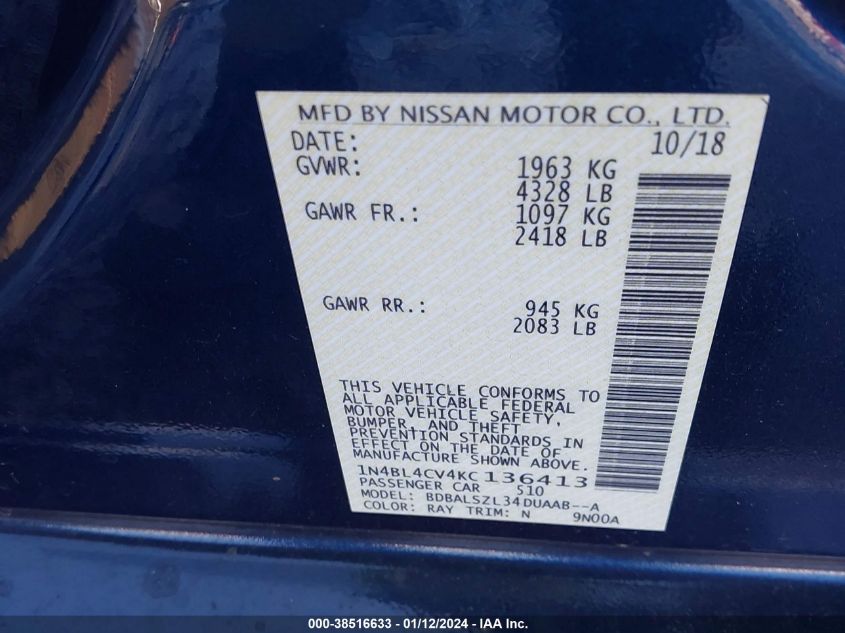 MFD BY NISSAN MOTOR CO., LTD.
DATE: 10/18
GVWR: 1963 KG
4328 LB
GAWR FR.: 1097 KG
2418 LB
GAWR RR.: 945 KG
2083 LB
THIS VEHICLE CONFORMS TO
ALL APPLICABLE FEDERAL
MOTOR VEHICLE SAFETY,
BUMPER, AND THEFT
PREVENTION STANDARDS IN
EFFECT ON THE DATE OF
MANUFACTURE SHOWN ABOVE.
1N4BL4CV4KC136413
PASSENGER CAR 510
MODEL: BDBALSZL34DUAAB--A
COLOR: RAY TRIM: N 9N00A
000-38516633 - 01/12/2024 - IAA Inc.